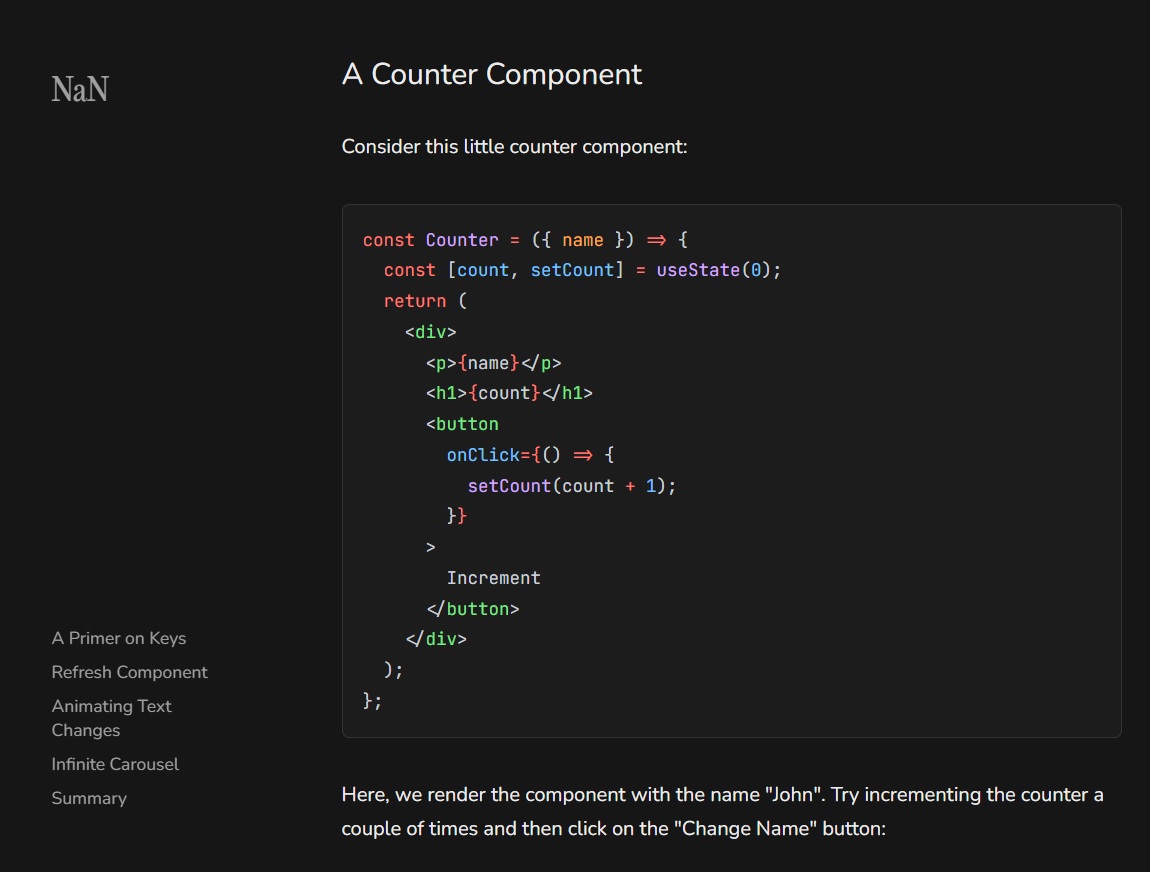 NaN
A Primer on Keys
Refresh Component
Animating Text
Changes
Infinite Carousel
Summary
A Counter Component
Consider this little counter component:
const Counter = ({ name }) => {
  const [count, setCount] = useState(0);
  return (
    <div>
      <p>{name}</p>
      <h1>{count}</h1>
      <button
        onClick={() => {
          setCount(count + 1);
        }}
      >
        Increment
      </button>
    </div>
  );
};
Here, we render the component with the name "John". Try incrementing the counter a
couple of times and then click on the "Change Name" button: